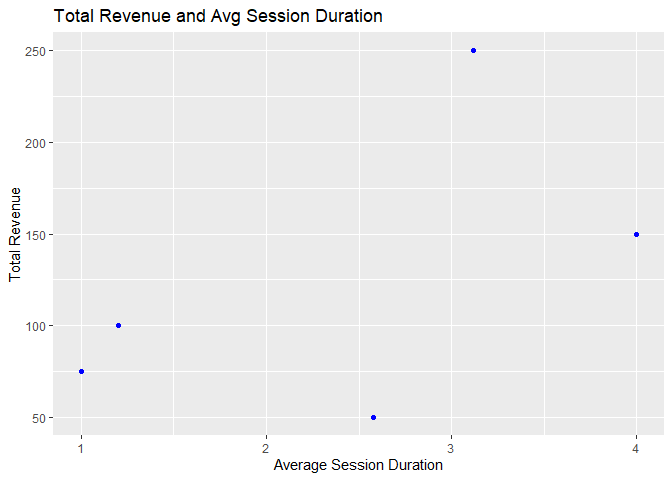 Total Revenue and Avg Session Duration
250
200
150
100
50
Total Revenue
1 2 3 4
Average Session Duration